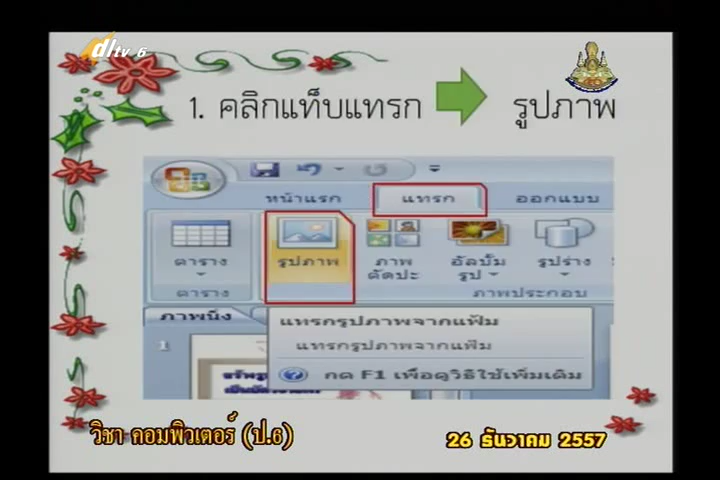 dltv 6
1. คลิกแท็บแทรก รูปภาพ
หน้าแรก แทรก ออกแบบ
ตาราง รูปภาพ ภาพตัดปะ อัลบั้มรูป รูปร่าง
ตาราง ภาพประกอบ
ภาพนิ่ง
แทรกรูปภาพจากแฟ้ม
1 แทรกรูปภาพจากแฟ้ม
กด F1 เพื่อดูวิธีใช้เพิ่มเติม
วิชา คอมพิวเตอร์ (ป.6)
26 ธันวาคม 2557